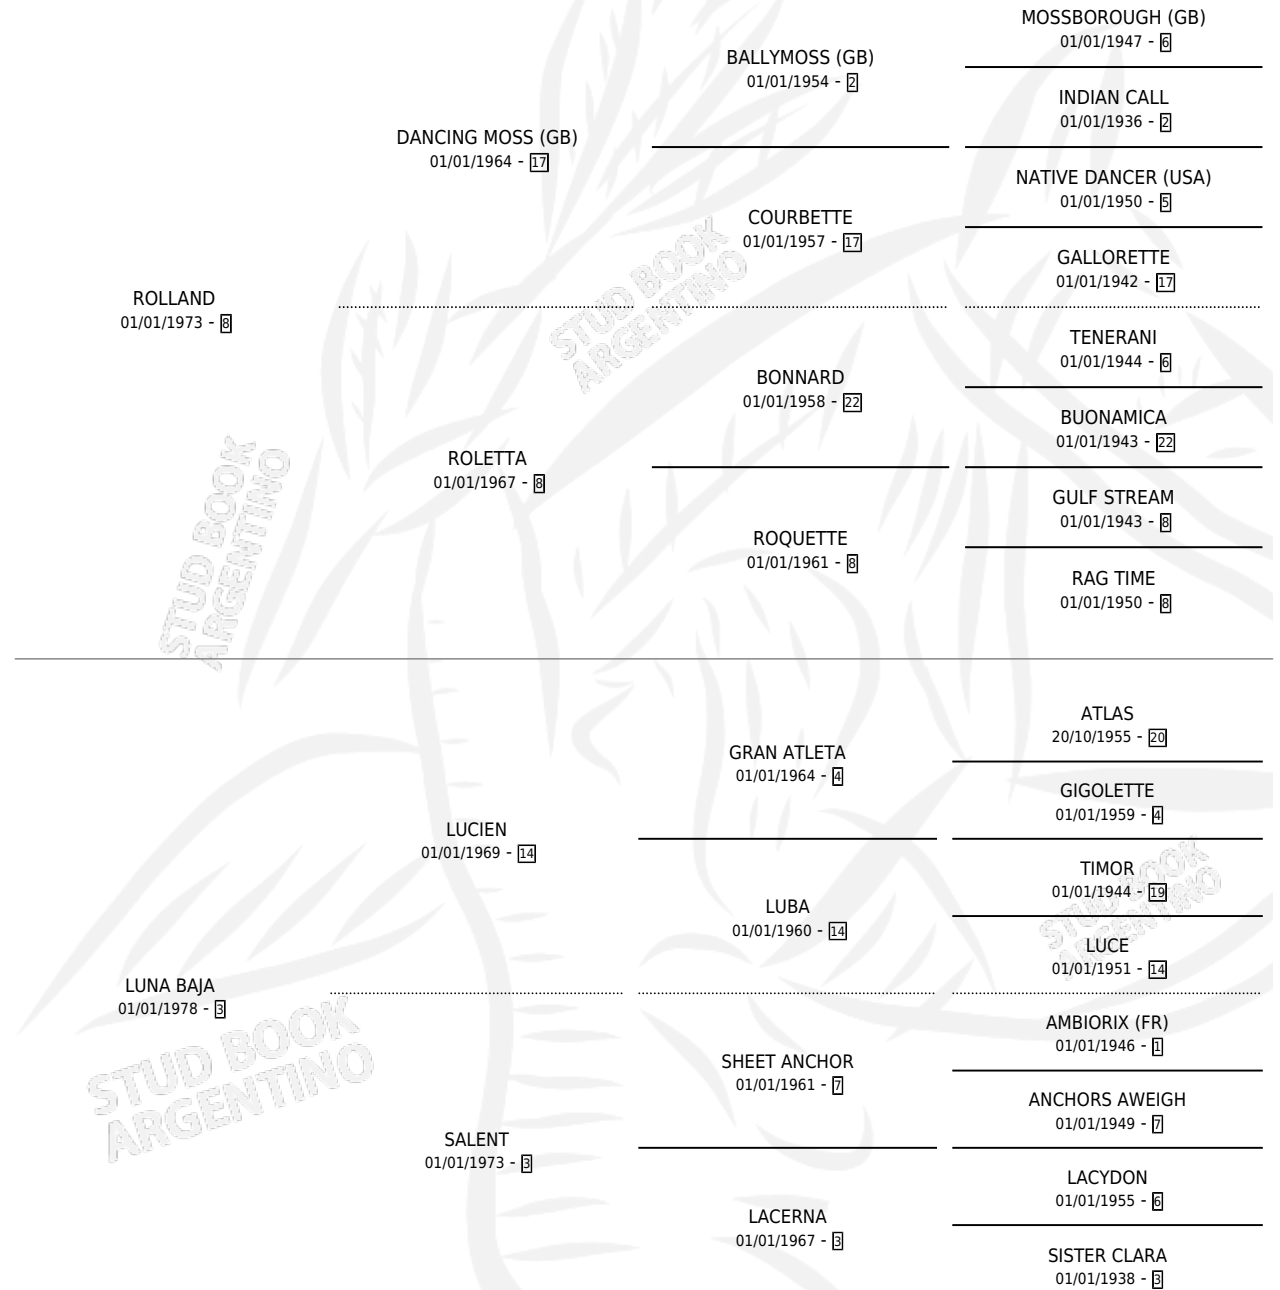 MOSSBOROUGH (GB)
01/01/1947 - 6
BALLYMOSS (GB)
01/01/1954 - 2
INDIAN CALL
01/01/1936 - 2
DANCING MOSS (GB)
01/01/1964 - 17
NATIVE DANCER (USA)
01/01/1950 - 5
COURBETTE
01/01/1957 - 17
GALLORETTE
01/01/1942 - 17
ROLLAND
01/01/1973 - 8
TENERANI
01/01/1944 - 6
BONNARD
01/01/1958 - 22
BUONAMICA
01/01/1943 - 22
ROLETTA
01/01/1967 - 8
GULF STREAM
01/01/1943 - 8
ROQUETTE
01/01/1961 - 8
RAG TIME
01/01/1950 - 8
ATLAS
20/10/1955 - 20
GRAN ATLETA
01/01/1964 - 4
GIGOLETTE
01/01/1959 - 4
LUCIEN
01/01/1969 - 14
TIMOR
01/01/1944 - 19
LUBA
01/01/1960 - 14
LUCE
01/01/1951 - 14
LUNA BAJA
01/01/1978 - 3
AMBIORIX (FR)
01/01/1946 - 1
SHEET ANCHOR
01/01/1961 - 7
ANCHORS AWEIGH
01/01/1949 - 7
SALENT
01/01/1973 - 3
LACYDON
01/01/1955 - 6
LACERNA
01/01/1967 - 3
SISTER CLARA
01/01/1938 - 3
STUD BOOK
ARGENTINO
STUD BOOK
ARGENTINO
STUD BOOK
ARGENTINO
STUD BOOK
ARGENTINO